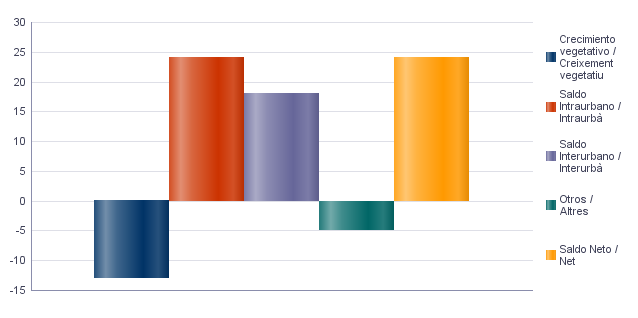 30
25
20
15
10
5
0
-5
-10
-15
Crecimiento
vegetativo /
Creixement
vegetatiu
Saldo
Intraurbano /
Intraurbà
Saldo
Interurbano /
Interurbà
Otros /
Altres
Saldo Neto /
Net